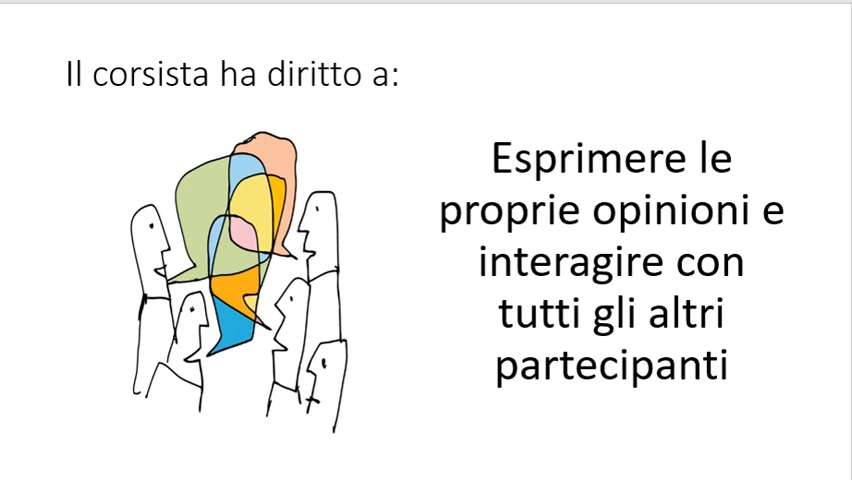 Il corsista ha diritto a:
Esprimere le
proprie opinioni e
interagire con
tutti gli altri
partecipanti